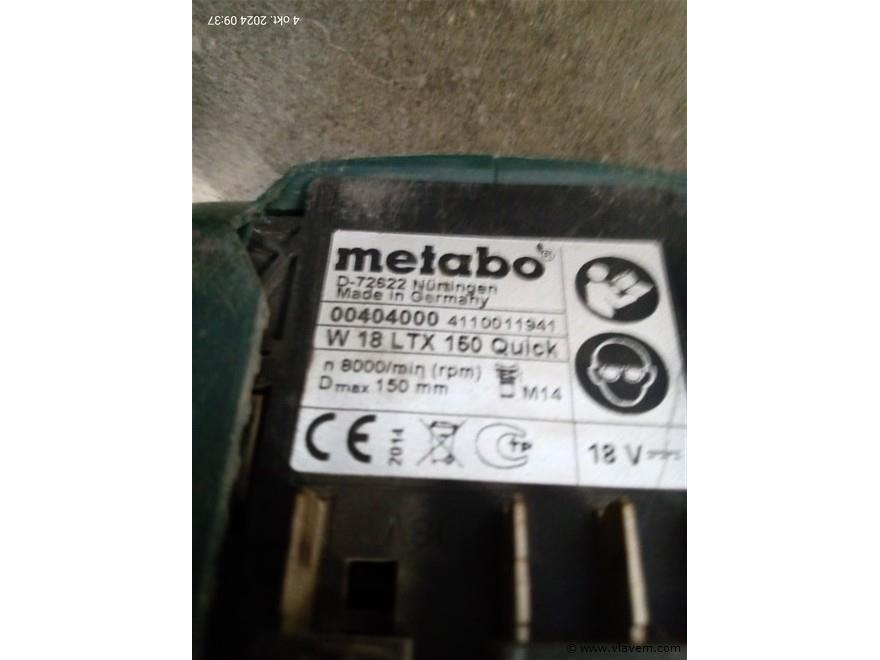 4 okt. 2024 09:37
metabo®
D-72622 Nürtingen
Made in Germany
00404000 4110011941
W 18 LTX 150 Quick
n 8000/min (rpm)
Dmax 150 mm
M14
CE
2014
18 V
18V
© www.vlavem.com